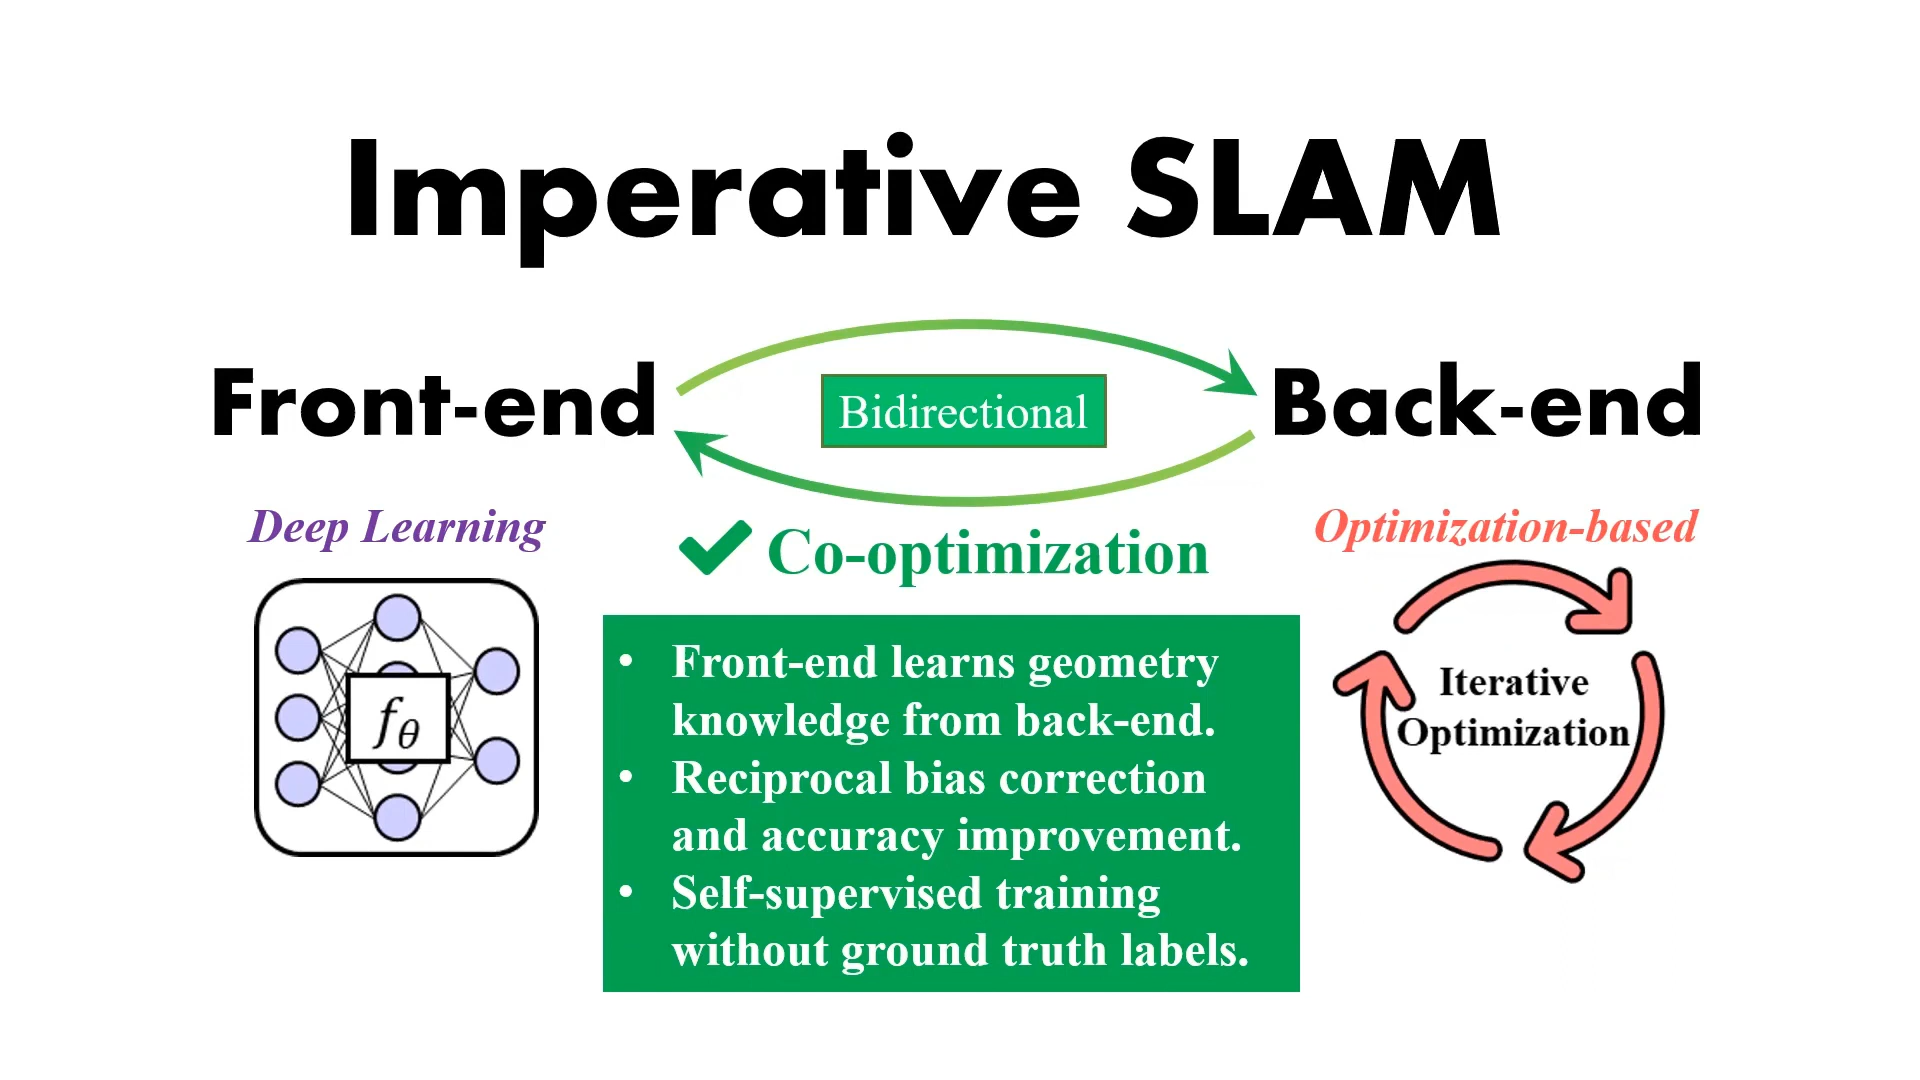 Imperative SLAM
Front-end
Bidirectional
Back-end
Deep Learning
Co-optimization
Optimization-based
fθ
• Front-end learns geometry
knowledge from back-end.
• Reciprocal bias correction
and accuracy improvement.
• Self-supervised training
without ground truth labels.
Iterative
Optimization